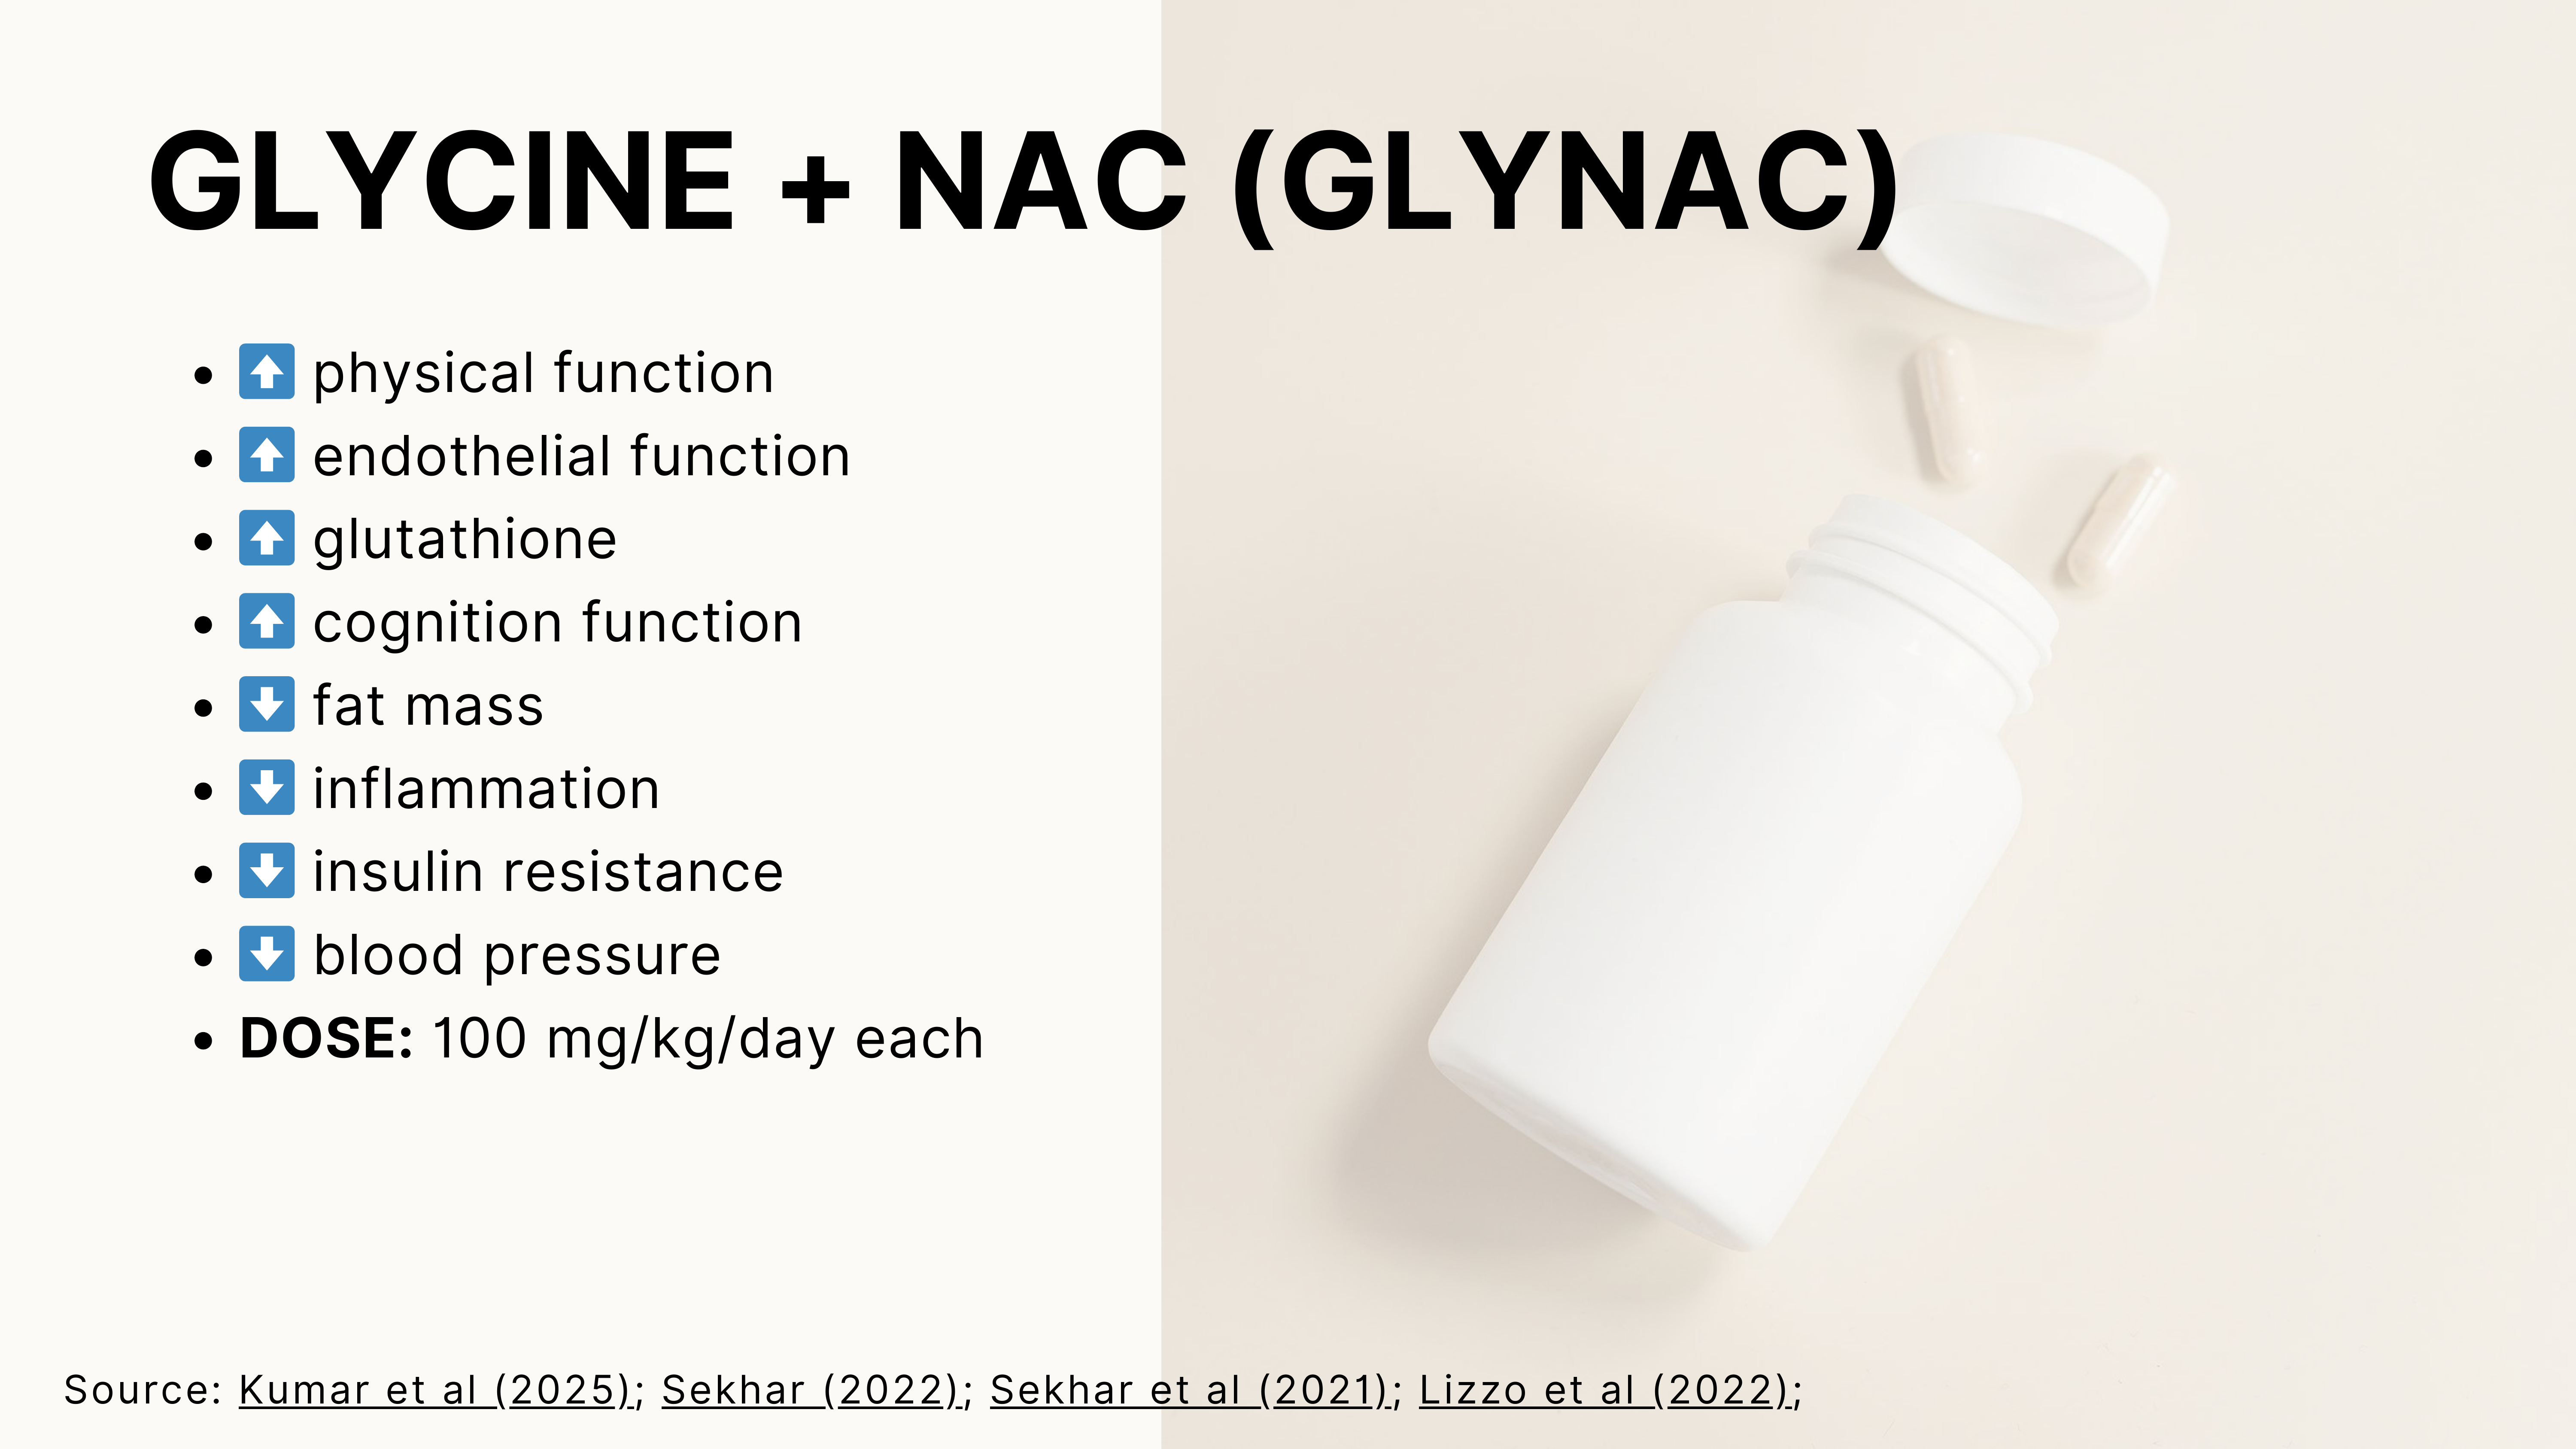 GLYCINE + NAC (GLYNAC)
• ⬆️ physical function
• ⬆️ endothelial function
• ⬆️ glutathione
• ⬆️ cognition function
• ⬇️ fat mass
• ⬇️ inflammation
• ⬇️ insulin resistance
• ⬇️ blood pressure
• DOSE: 100 mg/kg/day each
Source: Kumar et al (2025); Sekhar (2022); Sekhar et al (2021); Lizzo et al (2022);